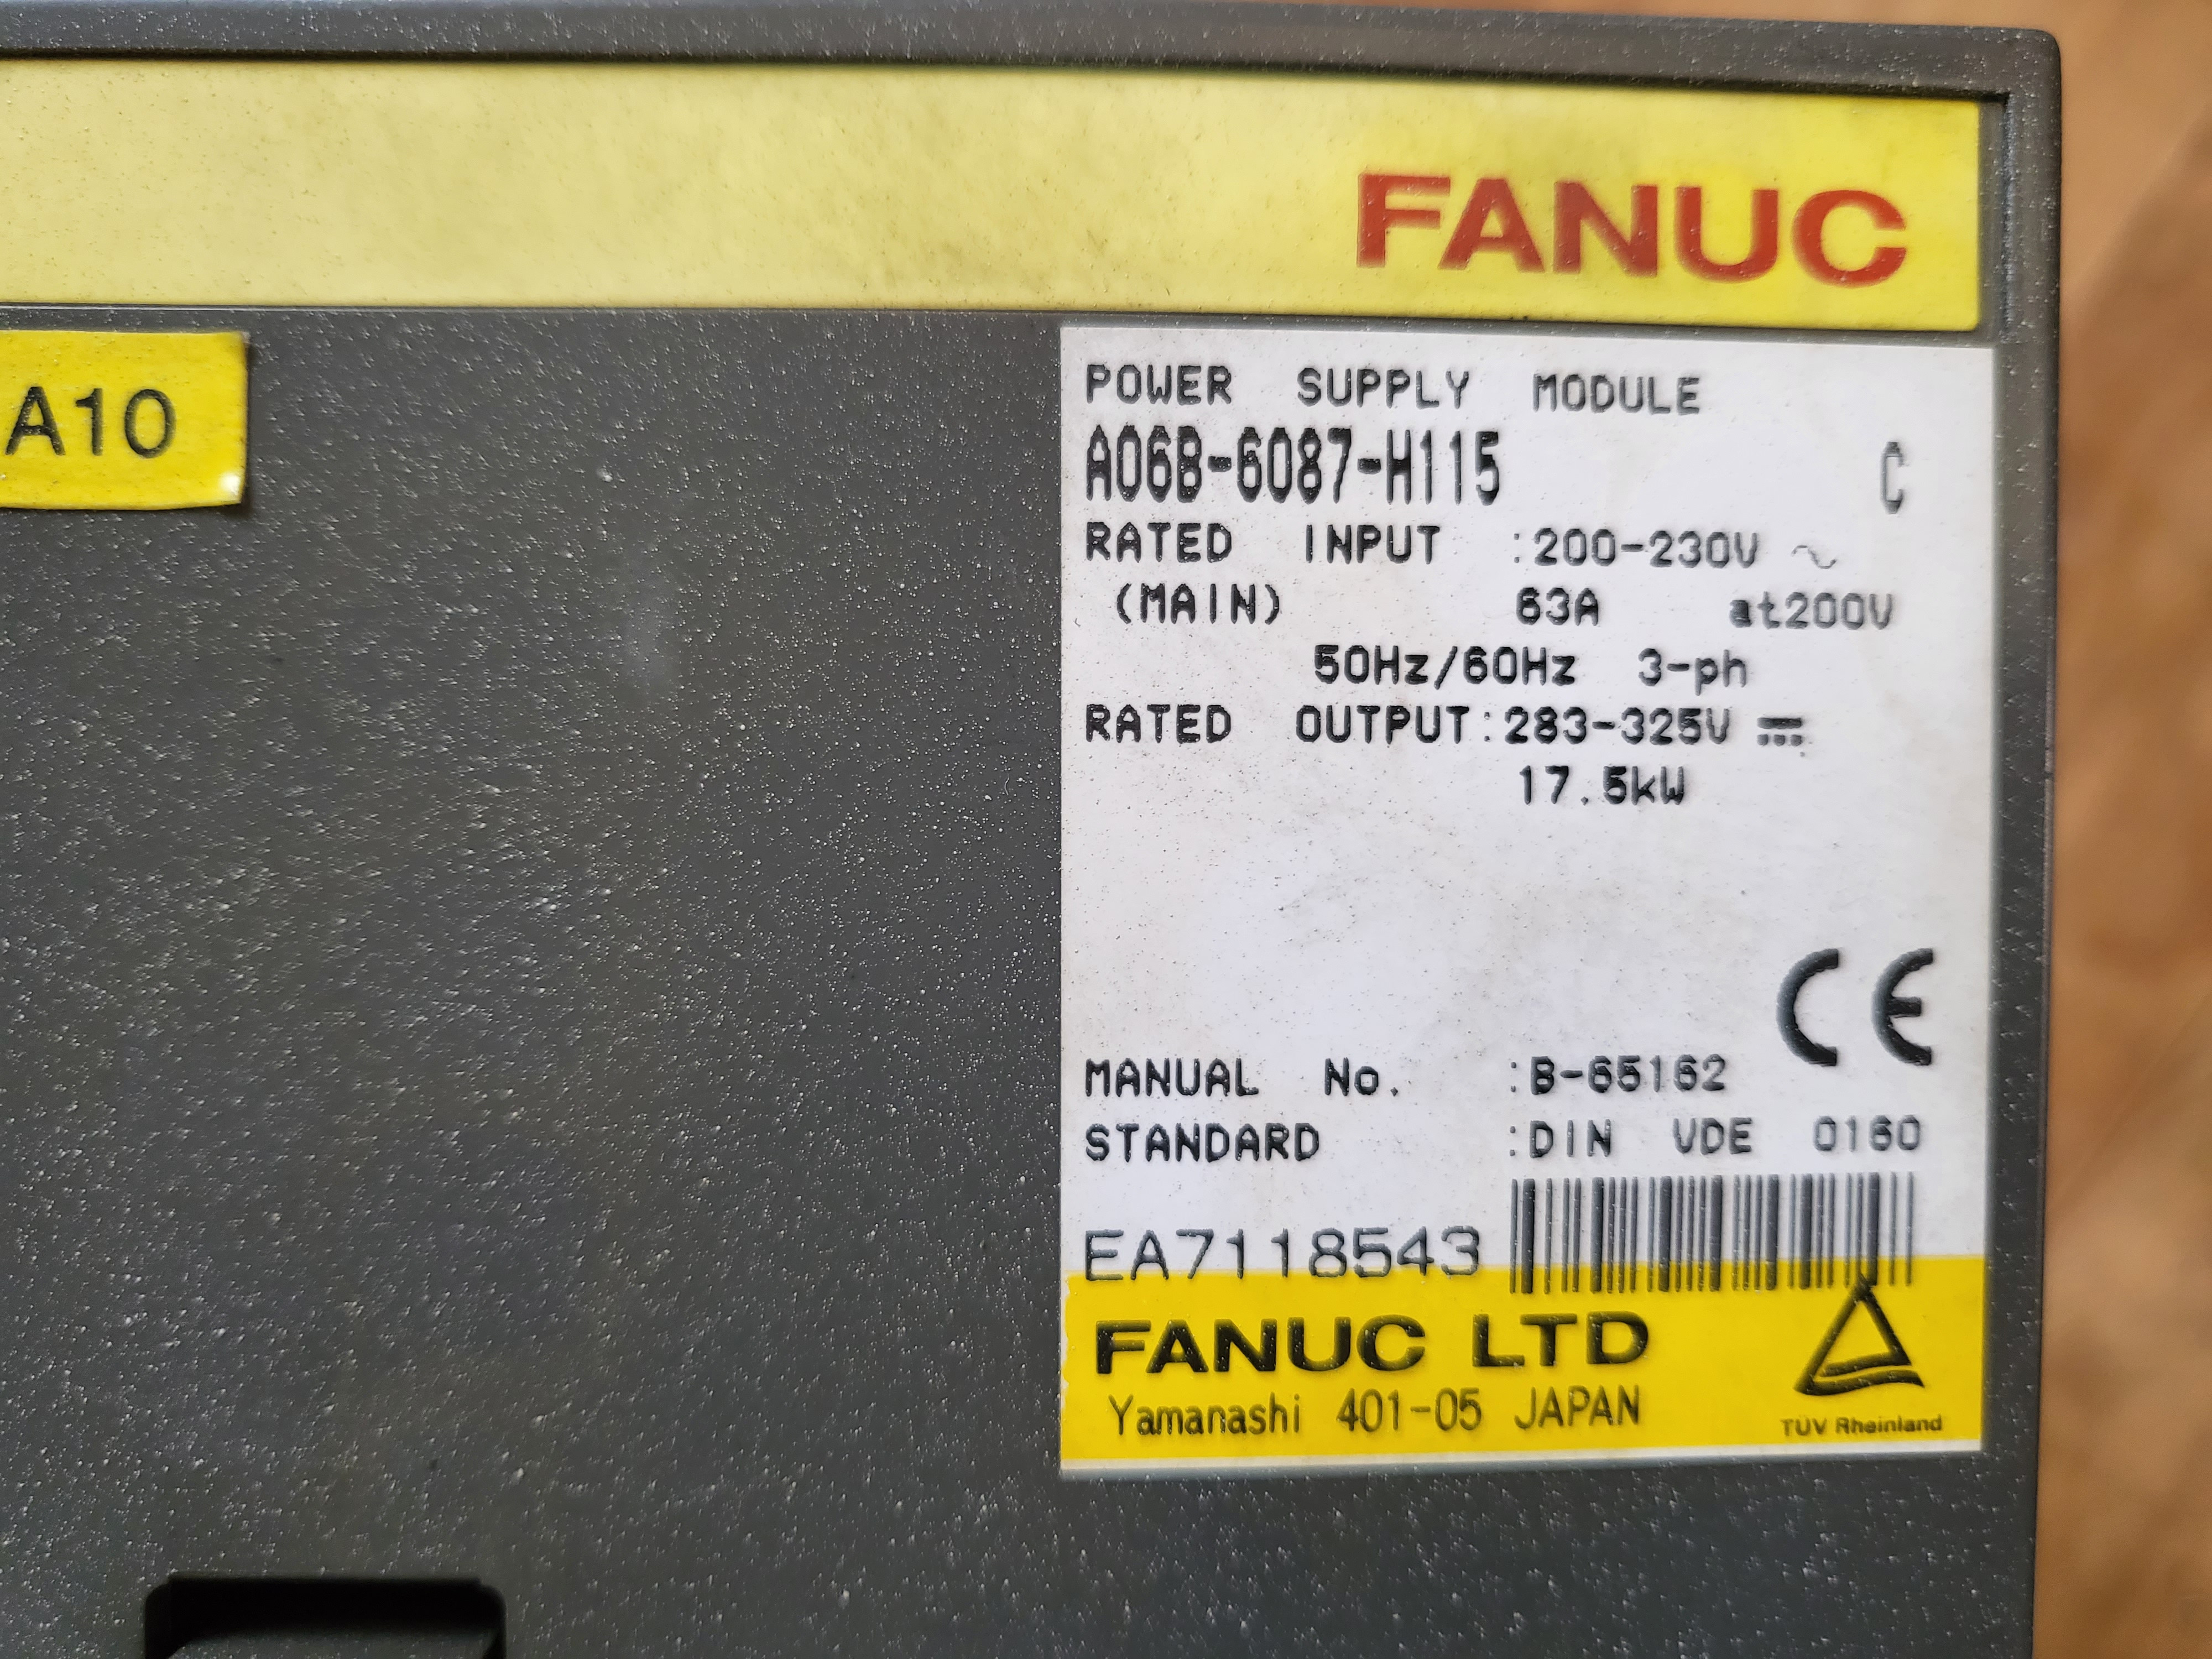 FANUC
A10
POWER SUPPLY MODULE
A06B-6087-H115 C
RATED INPUT :200-230V ~
(MAIN) 63A at200V
50Hz/60Hz 3-ph
RATED OUTPUT:283-325V ⎓
17.5kW
CE
MANUAL No. :B-65162
STANDARD :DIN VDE 0160
EA7118543
FANUC LTD
Yamanashi 401-05 JAPAN
TÜV Rheinland